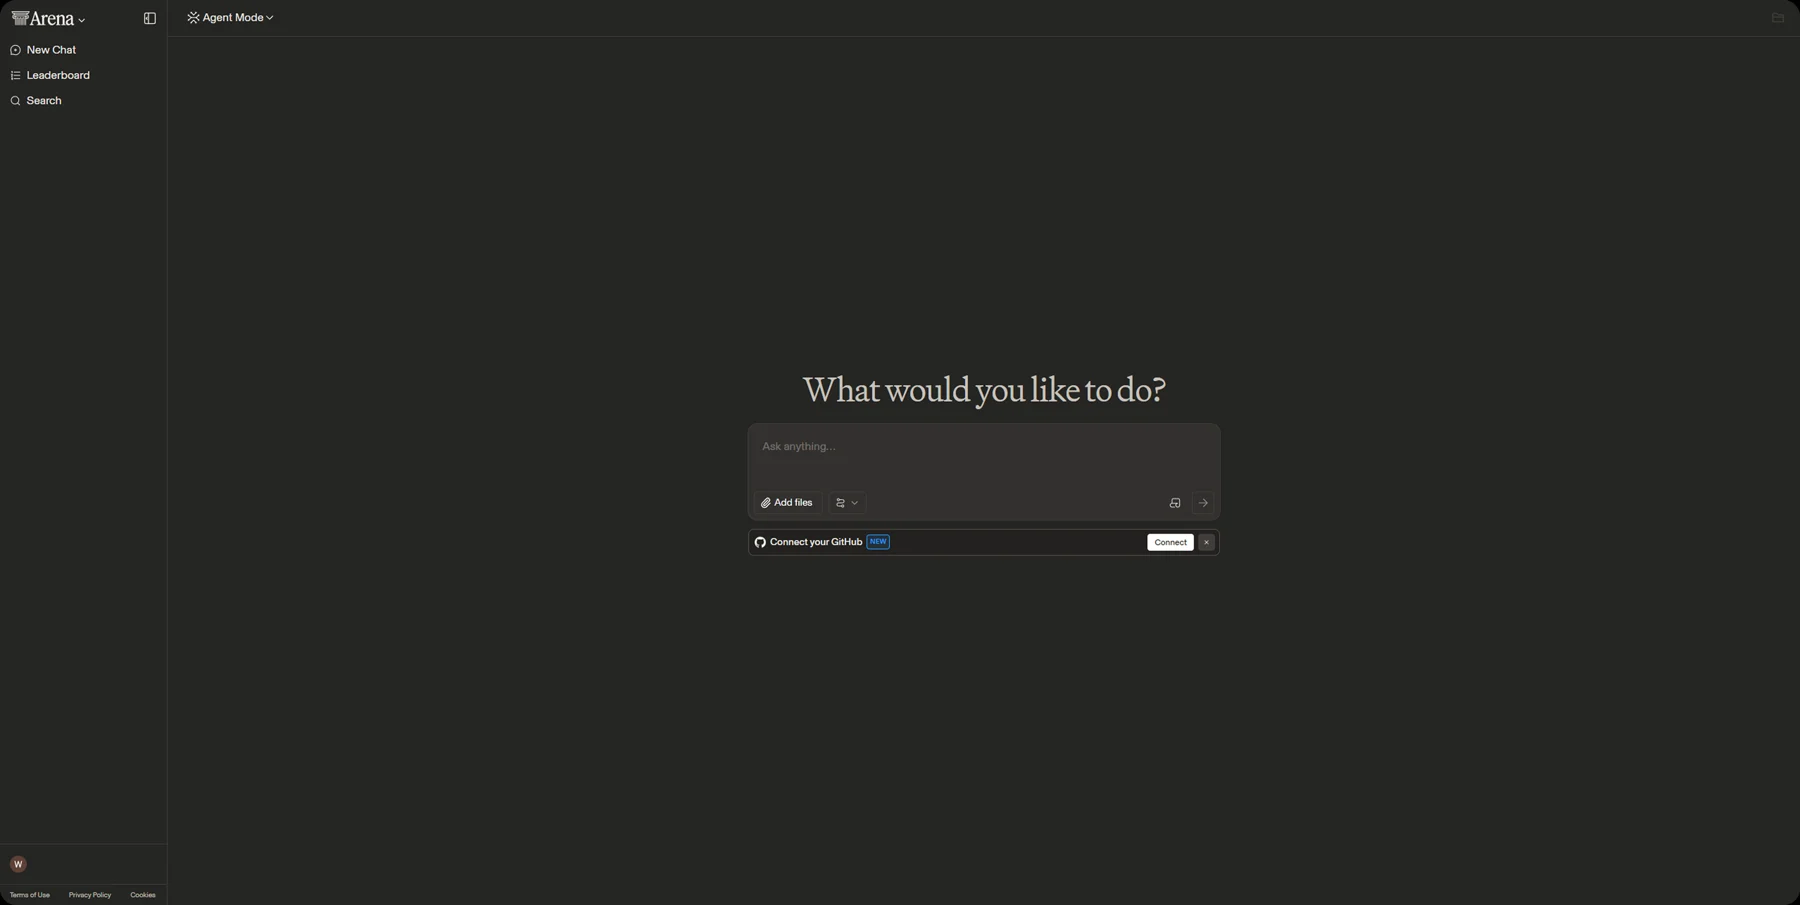 Arena
New Chat
Leaderboard
Search
Agent Mode
What would you like to do?
Ask anything...
Add files
Connect your GitHub NEW
Connect
W
Terms of Use Privacy Policy Cookies